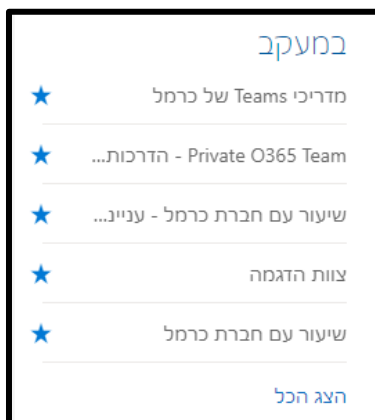 במעקב
מדריכי Teams של כרמל
Private O365 Team - הדרכות...
שיעור עם חברת כרמל - עניינ...
צוות הדגמה
שיעור עם חברת כרמל
הצג הכל